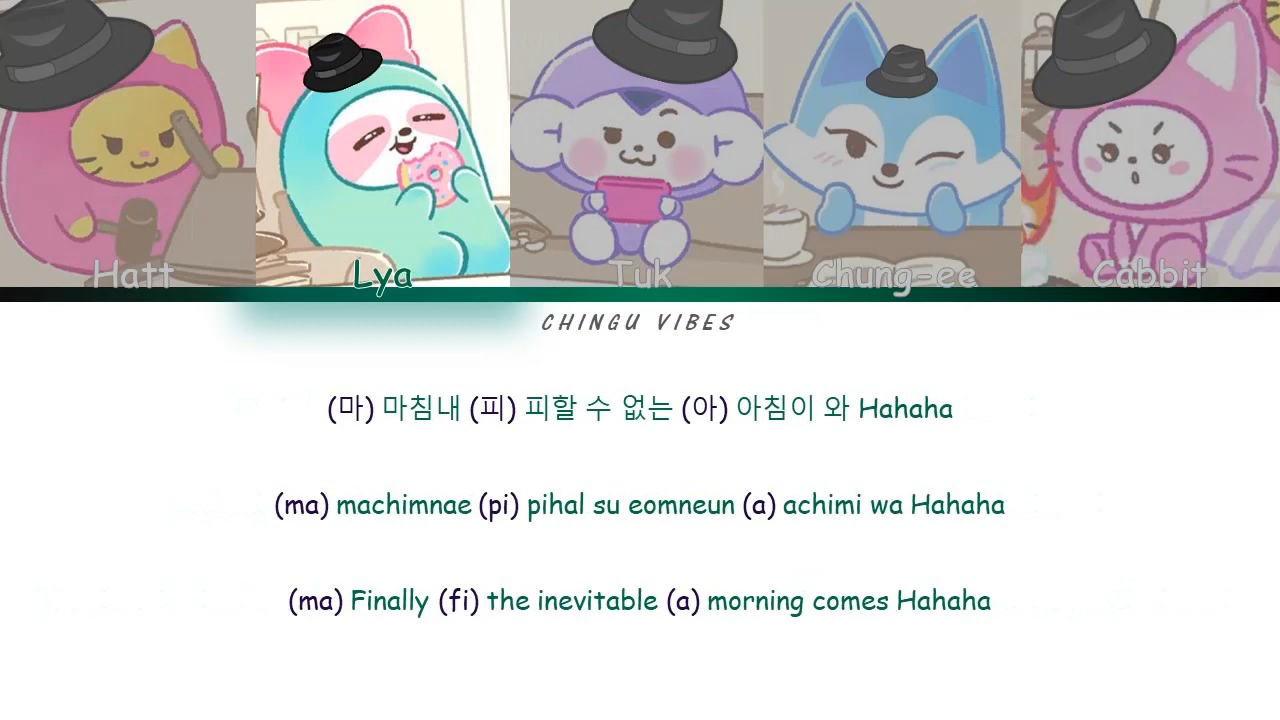 Hatt Lya Tuk Chung-ee Cabbit
CHINGU VIBES
(마) 마침내 (피) 피할 수 없는 (아) 아침이 와 Hahaha
(ma) machimnae (pi) pihal su eomneun (a) achimi wa Hahaha
(ma) Finally (fi) the inevitable (a) morning comes Hahaha